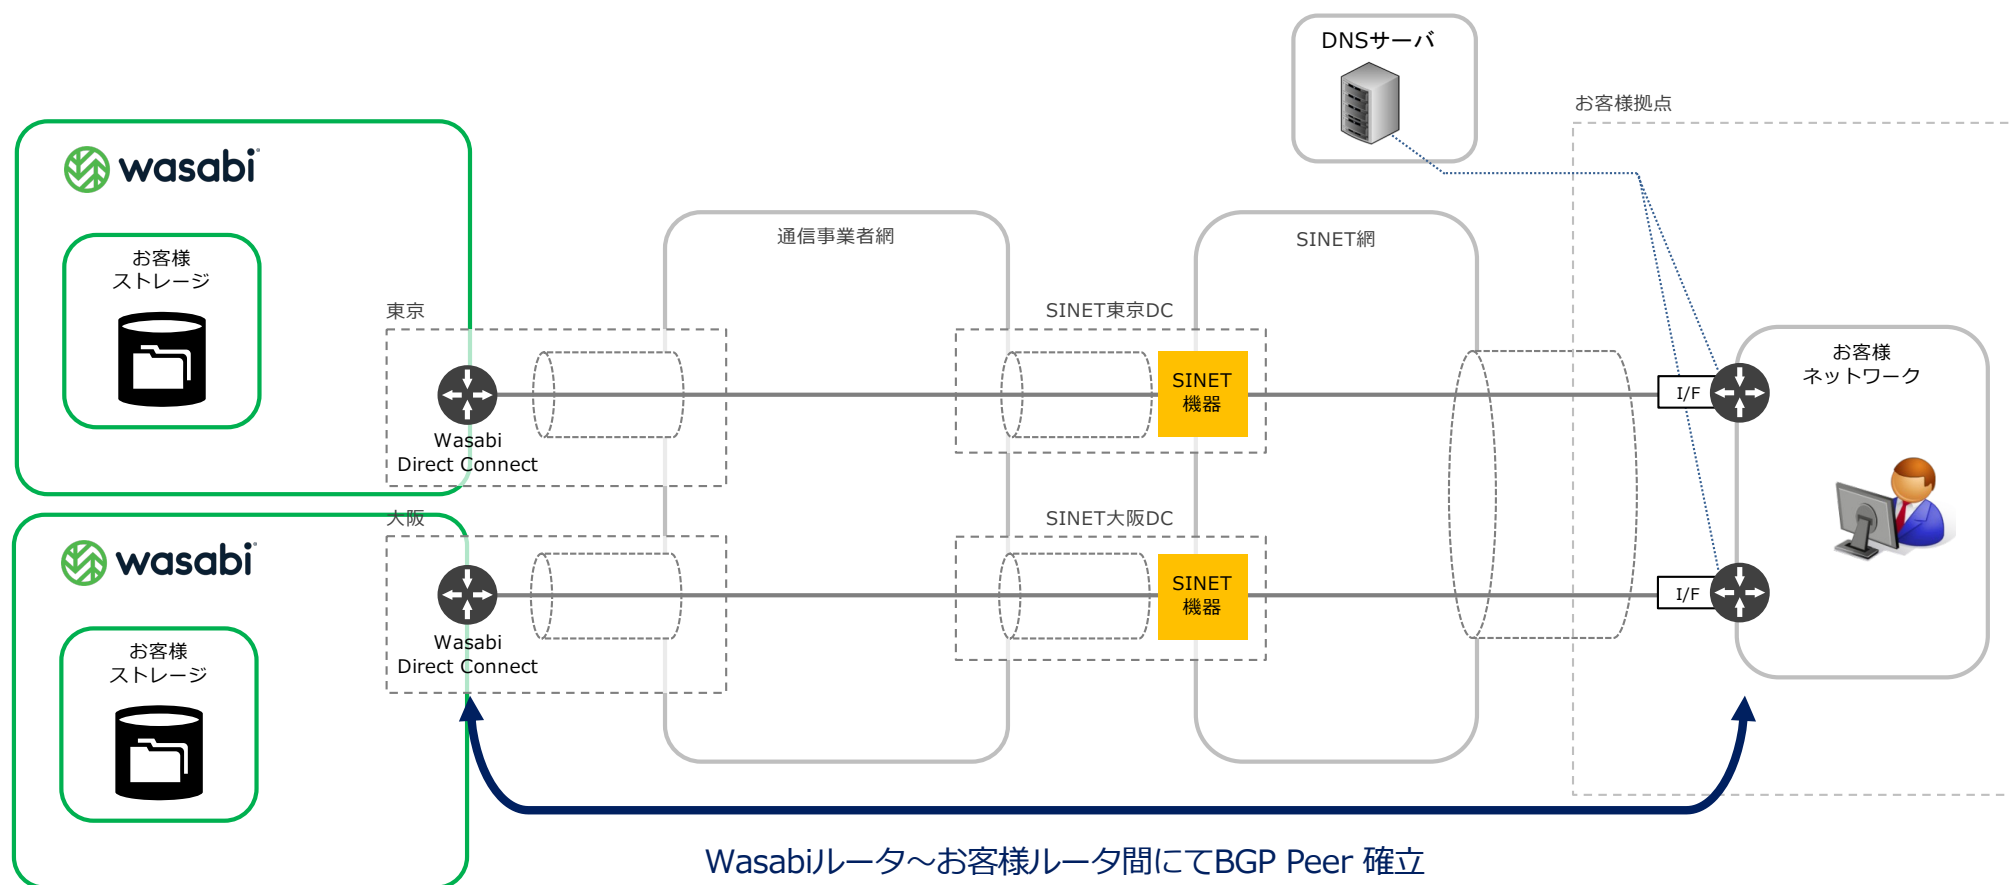 DNSサーバ
お客様拠点
wasabi
お客様
ストレージ
通信事業者網
SINET網
東京
SINET東京DC
SINET
機器
I/F
お客様
ネットワーク
Wasabi
Direct Connect
大阪
SINET大阪DC
wasabi
SINET
機器
I/F
Wasabi
Direct Connect
お客様
ストレージ
Wasabiルータ～お客様ルータ間にてBGP Peer 確立